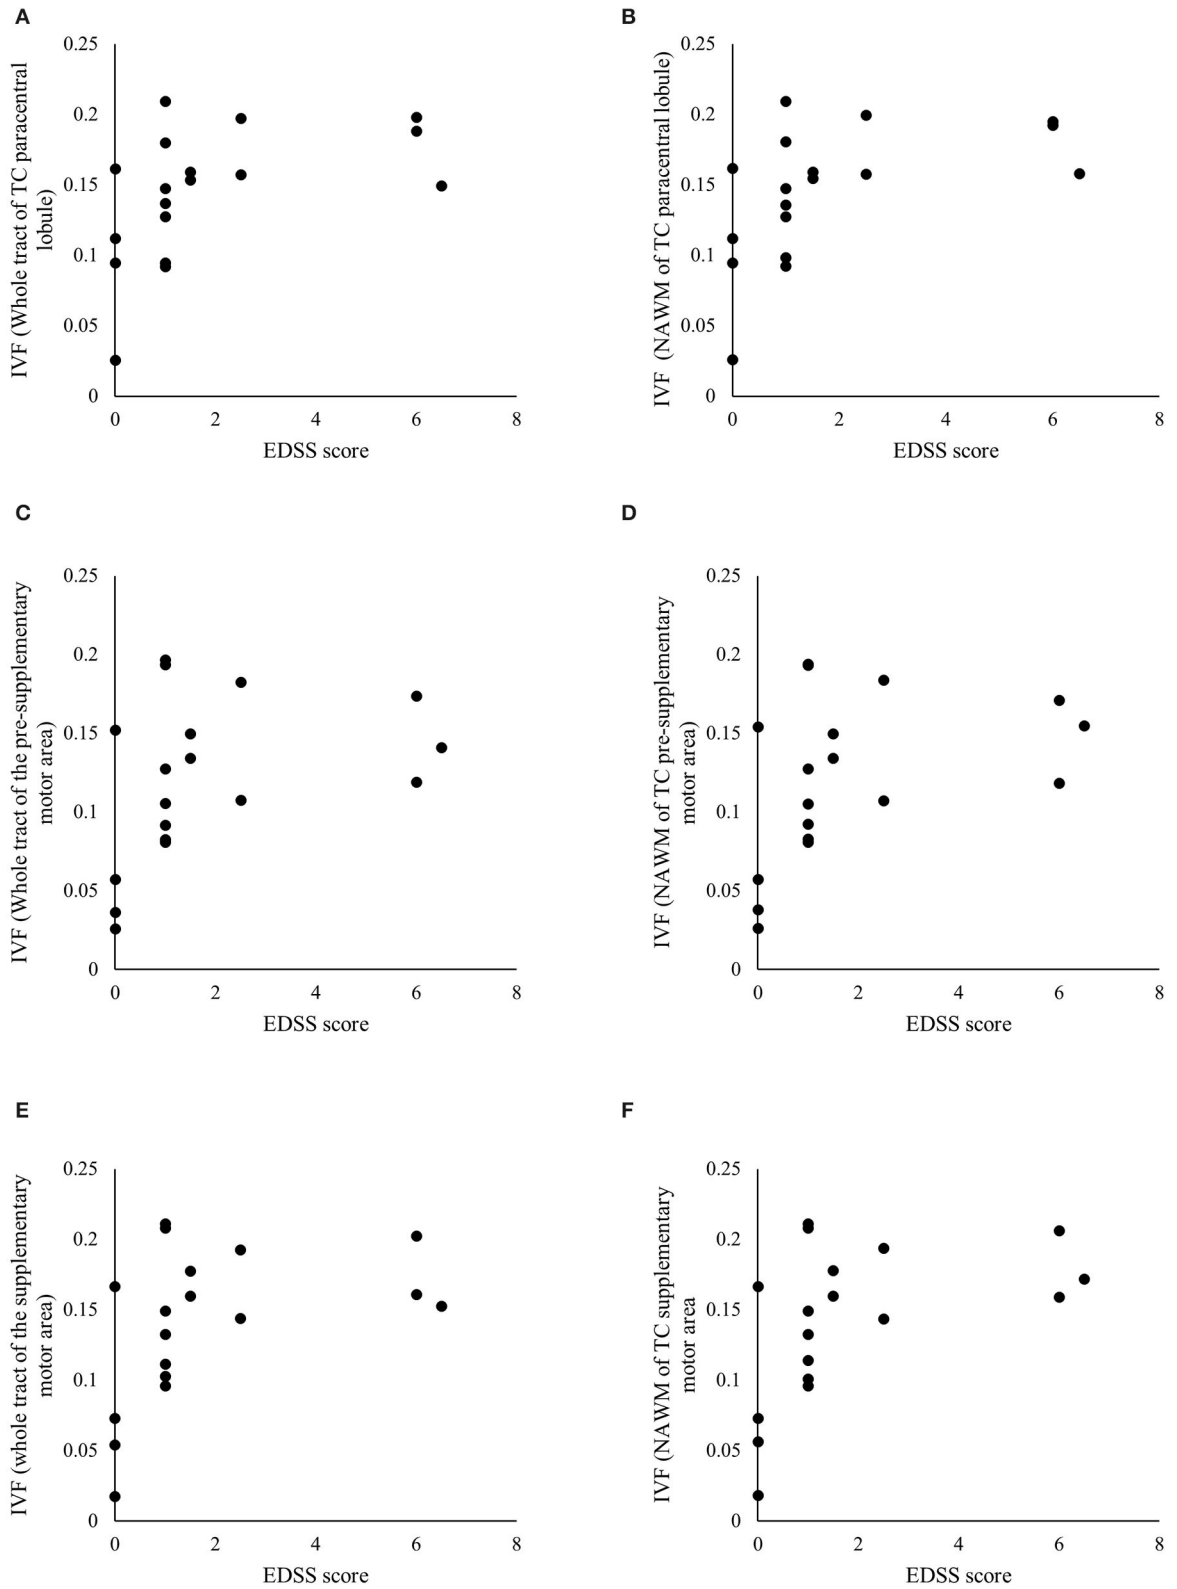 A
IVF (Whole tract of TC paracentral
lobule)
0.25
0.2
0.15
0.1
0.05
0
0 2 4 6 8
EDSS score
B
IVF (NAWM of TC paracentral lobule)
0.25
0.2
0.15
0.1
0.05
0
0 2 4 6 8
EDSS score
C
IVF (Whole tract of the pre-supplementary
motor area)
0.25
0.2
0.15
0.1
0.05
0
0 2 4 6 8
EDSS score
D
IVF (NAWM of TC pre-supplementary
motor area)
0.25
0.2
0.15
0.1
0.05
0
0 2 4 6 8
EDSS score
E
IVF (whole tract of the supplementary
motor area)
0.25
0.2
0.15
0.1
0.05
0
0 2 4 6 8
EDSS score
F
IVF (NAWM of TC supplementary
motor area
0.25
0.2
0.15
0.1
0.05
0
0 2 4 6 8
EDSS score